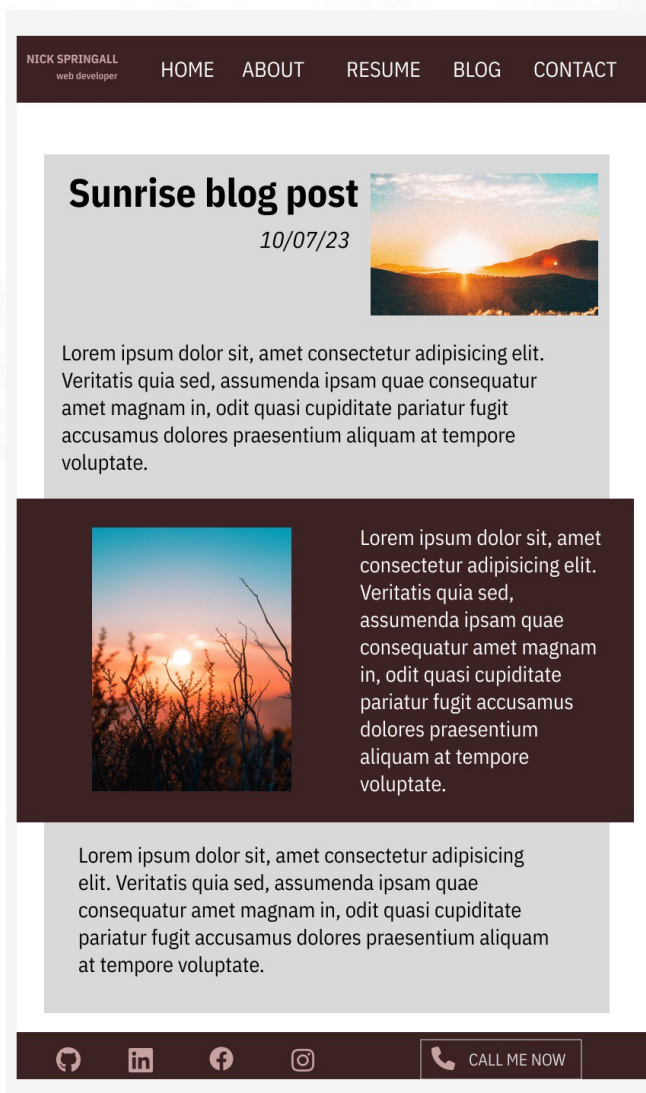 NICK SPRINGALL
web developer
HOME ABOUT RESUME BLOG CONTACT
Sunrise blog post
10/07/23
Lorem ipsum dolor sit, amet consectetur adipisicing elit.
Veritatis quia sed, assumenda ipsam quae consequatur
amet magnam in, odit quasi cupiditate pariatur fugit
accusamus dolores praesentium aliquam at tempore
voluptate.
Lorem ipsum dolor sit, amet
consectetur adipisicing elit.
Veritatis quia sed,
assumenda ipsam quae
consequatur amet magnam
in, odit quasi cupiditate
pariatur fugit accusamus
dolores praesentium
aliquam at tempore
voluptate.
Lorem ipsum dolor sit, amet consectetur adipisicing
elit. Veritatis quia sed, assumenda ipsam quae
consequatur amet magnam in, odit quasi cupiditate
pariatur fugit accusamus dolores praesentium aliquam
at tempore voluptate.
in
CALL ME NOW